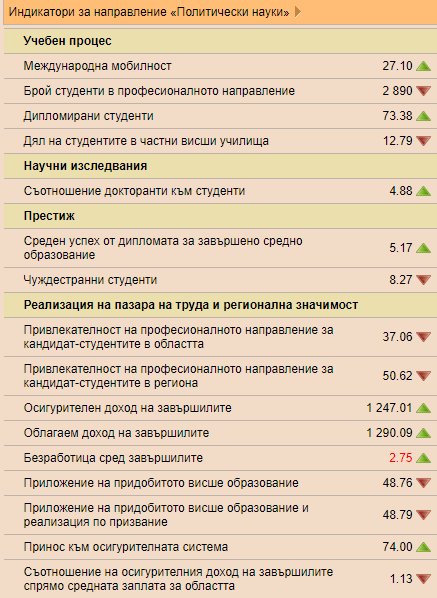 Индикатори за направление «Политически науки»
Учебен процес
Международна мобилност 27.10
Брой студенти в професионалното направление 2 890
Дипломирани студенти 73.38
Дял на студентите в частни висши училища 12.79
Научни изследвания
Съотношение докторанти към студенти 4.88
Престиж
Среден успех от дипломата за завършено средно
образование 5.17
Чуждестранни студенти 8.27
Реализация на пазара на труда и регионална значимост
Привлекателност на професионалното направление за
кандидат-студентите в областта 37.06
Привлекателност на професионалното направление за
кандидат-студентите в региона 50.62
Осигурителен доход на завършилите 1 247.01
Облагаем доход на завършилите 1 290.09
Безработица сред завършилите 2.75
Приложение на придобитото висше образование 48.76
Приложение на придобитото висше образование и
реализация по призвание 48.79
Принос към осигурителната система 74.00
Съотношение на осигурителния доход на завършилите
спрямо средната заплата за областта 1.13